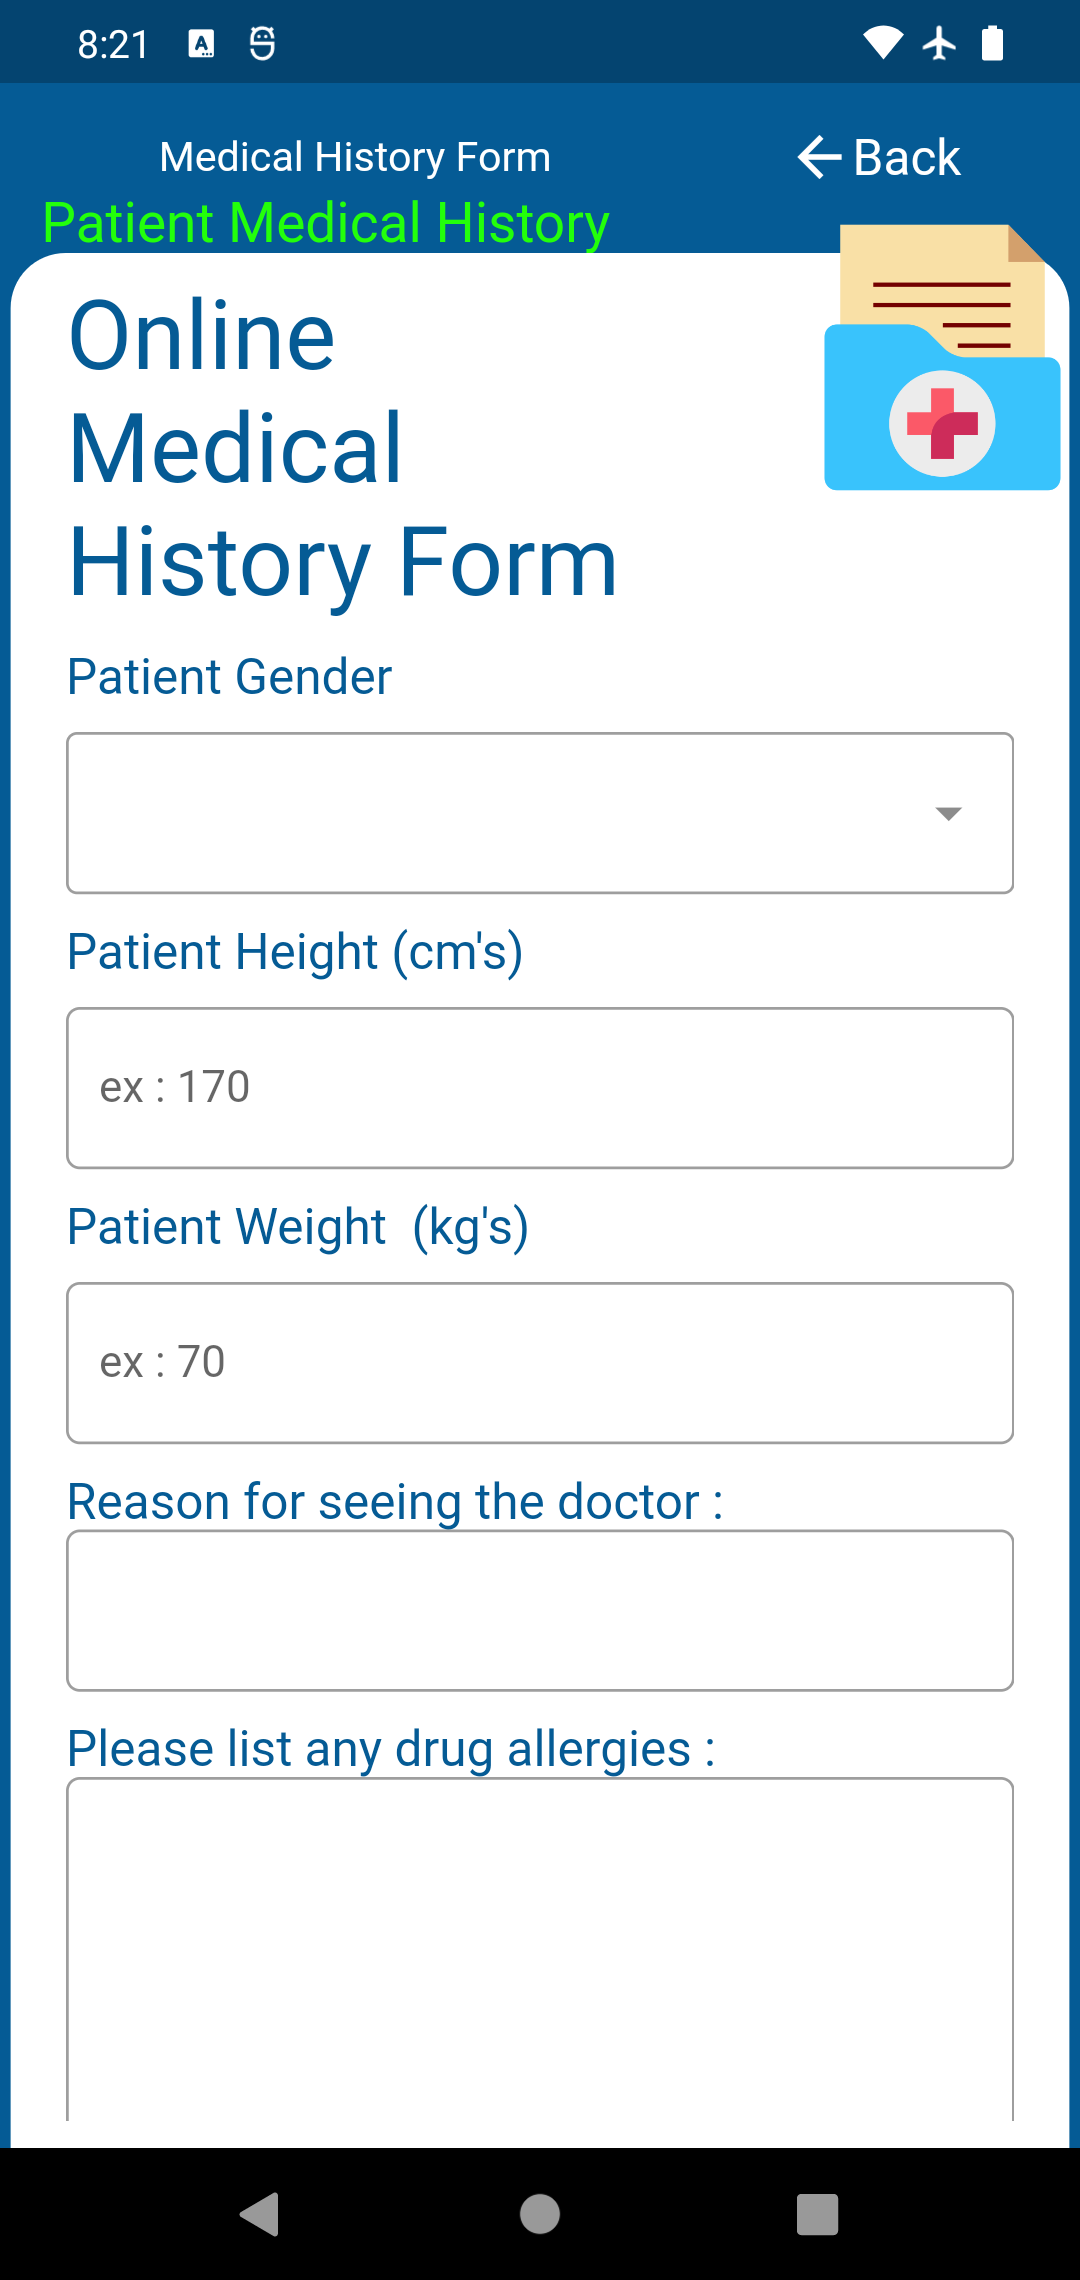 8:21
Medical History Form
Back
Patient Medical History
Online
Medical
History Form
Patient Gender
Patient Height (cm's)
ex : 170
Patient Weight  (kg's)
ex : 70
Reason for seeing the doctor :
Please list any drug allergies :